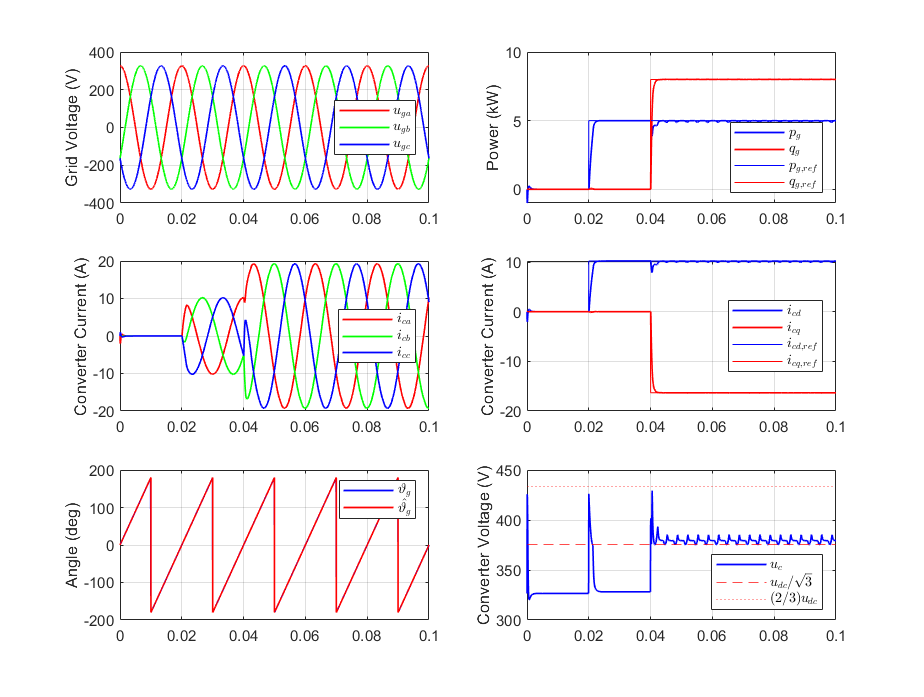 Grid Voltage (V)
400
200
0
-200
-400
0 0.02 0.04 0.06 0.08 0.1
u_ga
u_gb
u_gc
Power (kW)
10
5
0
0 0.02 0.04 0.06 0.08 0.1
p_g
q_g
p_g,ref
q_g,ref
Converter Current (A)
20
10
0
-10
-20
0 0.02 0.04 0.06 0.08 0.1
i_ca
i_cb
i_cc
Converter Current (A)
10
0
-10
-20
0 0.02 0.04 0.06 0.08 0.1
i_cd
i_cq
i_cd,ref
i_cq,ref
Angle (deg)
200
100
0
-100
-200
0 0.02 0.04 0.06 0.08 0.1
ϑ_g
ϑ̂_g
Converter Voltage (V)
450
400
350
300
0 0.02 0.04 0.06 0.08 0.1
u_c
u_dc/√3
(2/3)u_dc